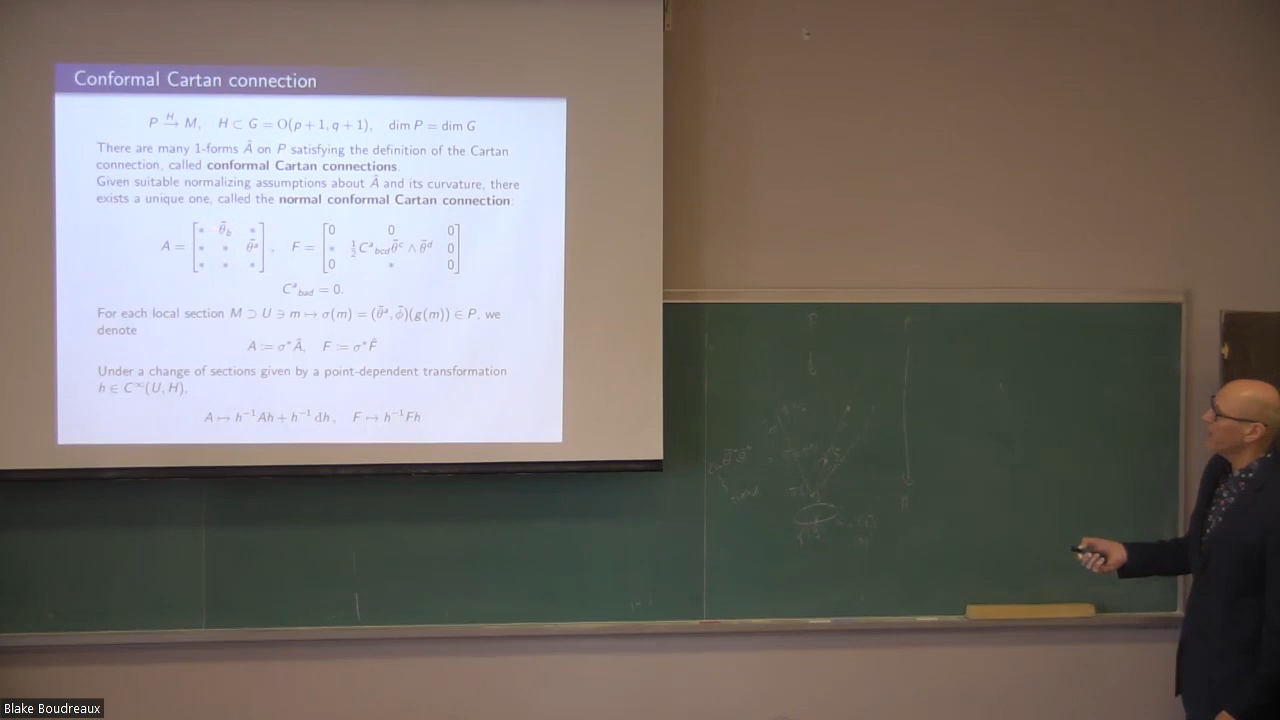 Conformal Cartan connection
P →^H M, H ⊂ G = O(p + 1, q + 1), dim P = dim G
There are many 1-forms Ã on P satisfying the definition of the Cartan
connection, called conformal Cartan connections.
Given suitable normalizing assumptions about Ã and its curvature, there
exists a unique one, called the normal conformal Cartan connection:
A = [* θ̄_b *; * * θ̄^a; * * *], F = [0 0 0; * ½C^a_bcd θ̄^c ∧ θ̄^d 0; 0 * 0]
C^a_bad = 0.
For each local section M ⊃ U ∋ m ↦ σ(m) = (θ̄^a, φ̄)(g(m)) ∈ P, we
denote
A := σ*Ã, F := σ*F̃
Under a change of sections given by a point-dependent transformation
h ∈ C^∞(U, H),
A ↦ h⁻¹Ah + h⁻¹ dh, F ↦ h⁻¹Fh
Blake Boudreaux